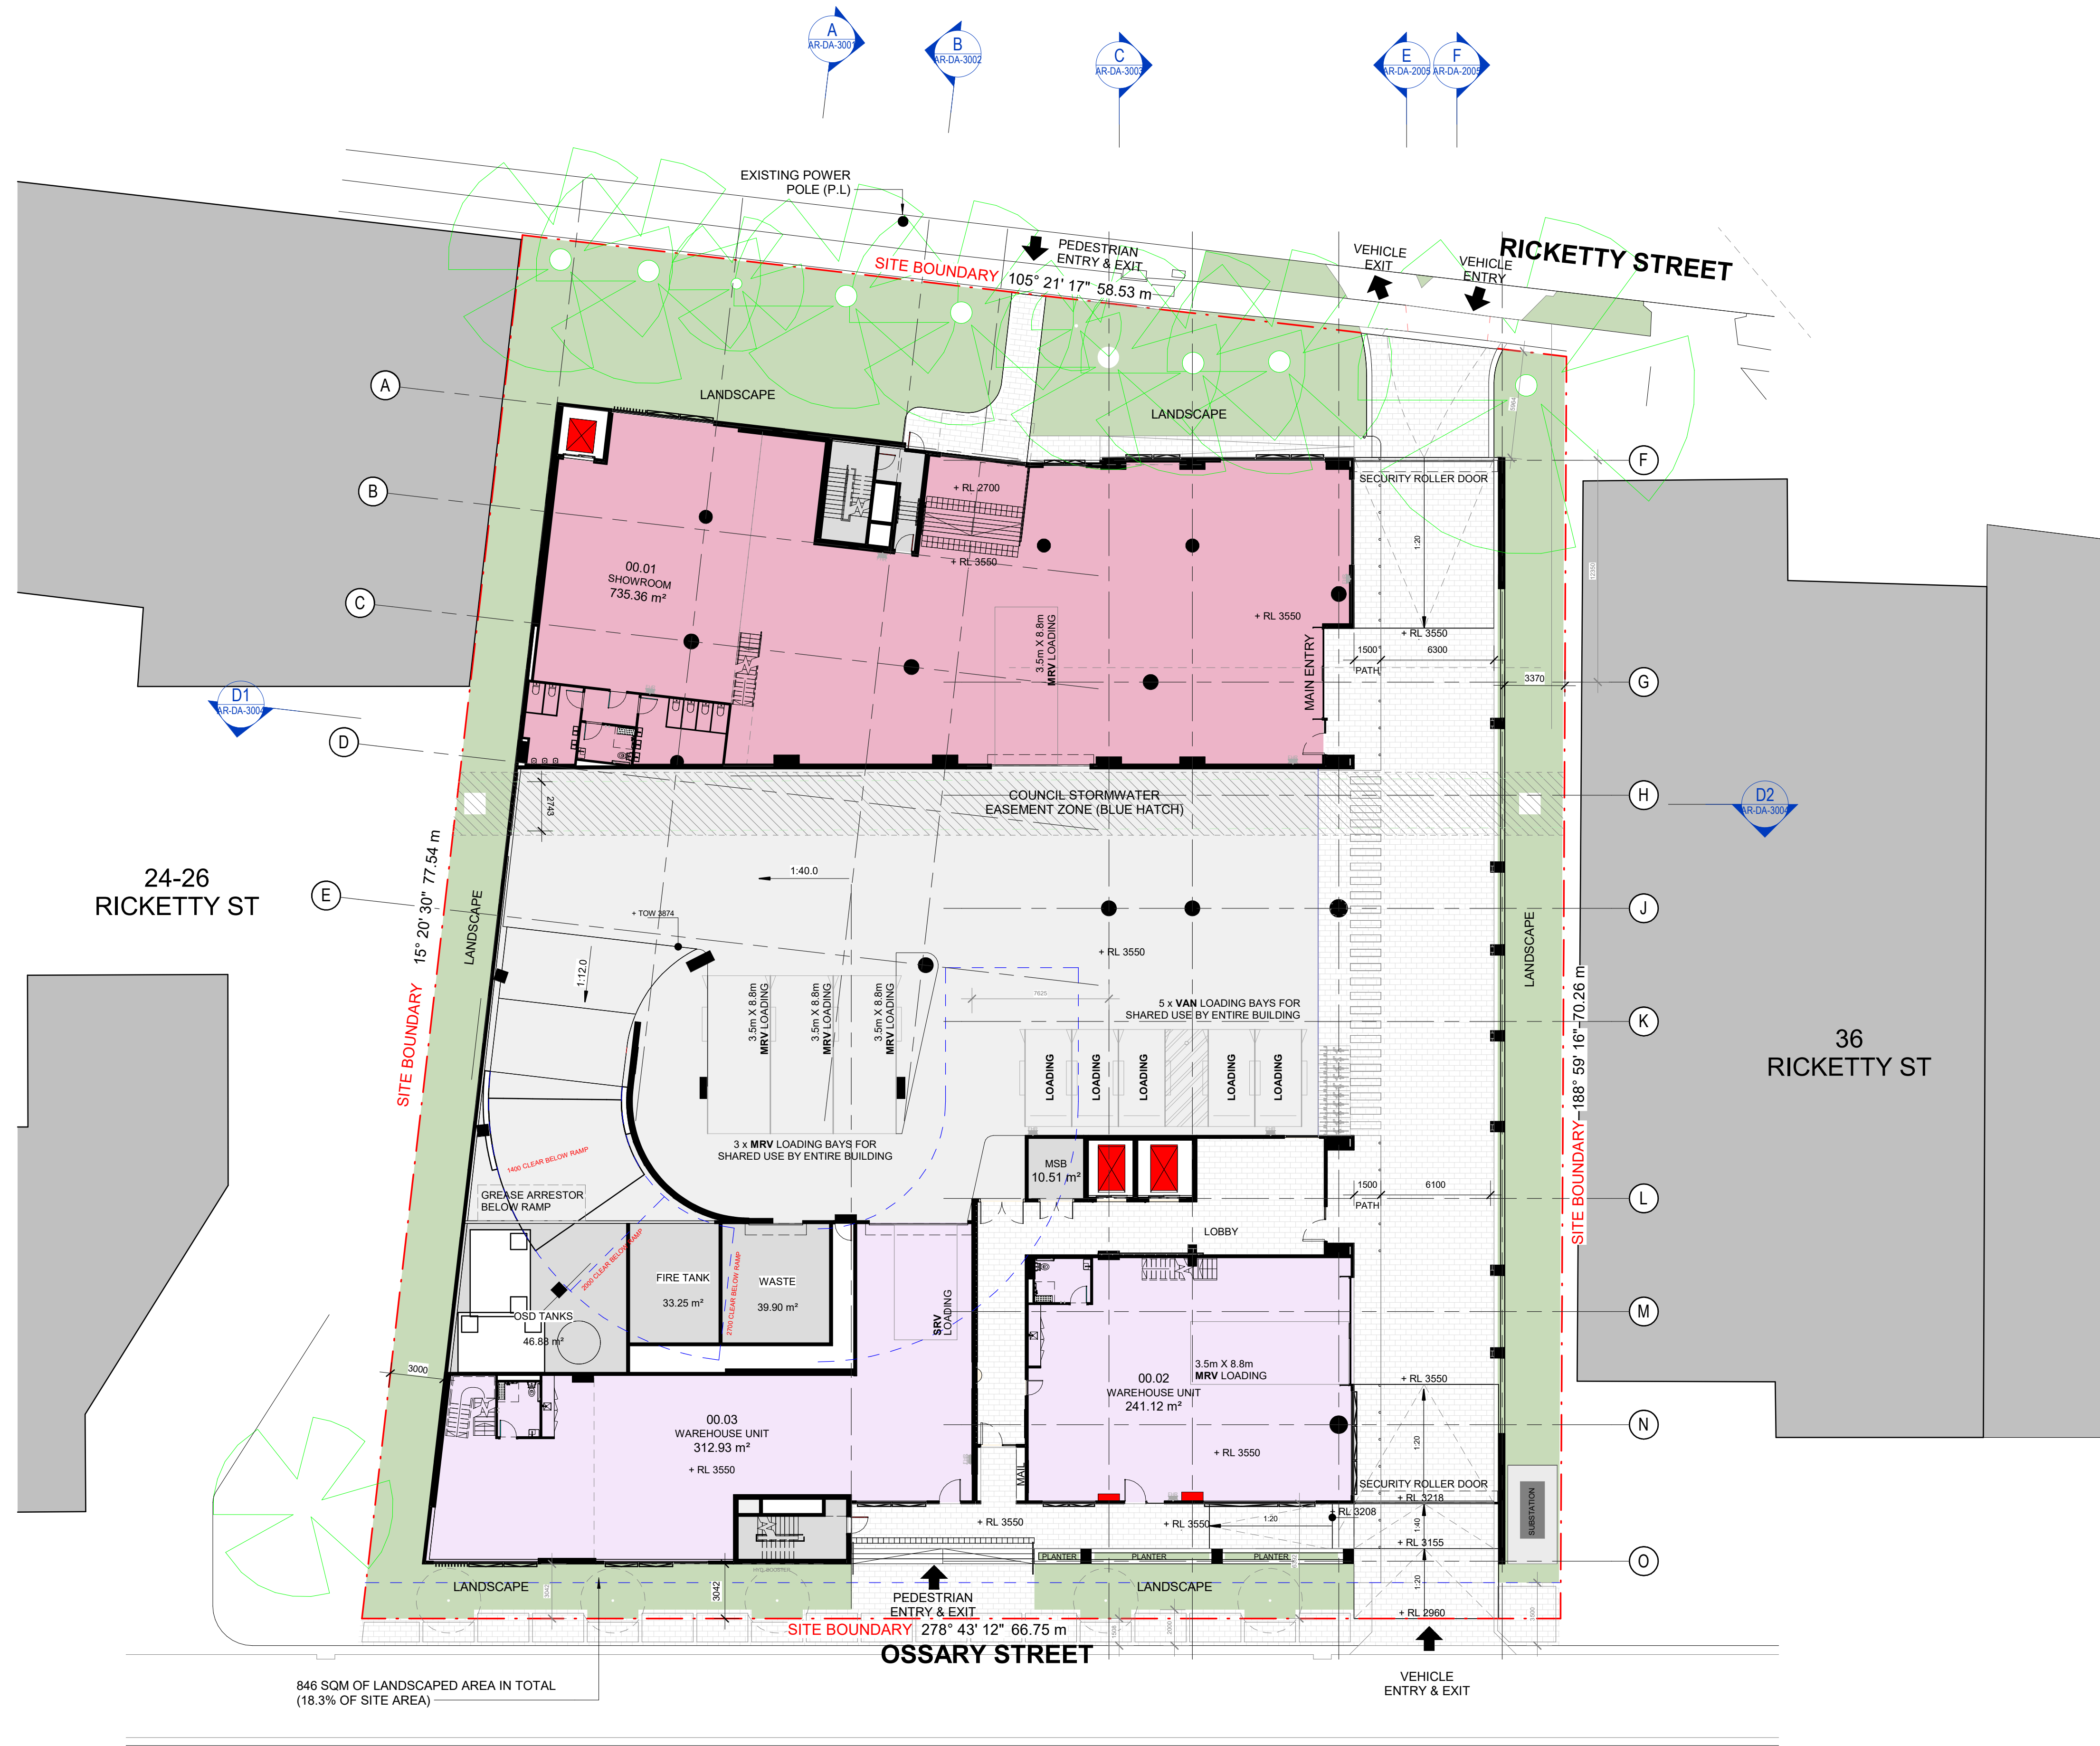 A
AR-DA-3001
B
AR-DA-3002
C
AR-DA-3003
E
AR-DA-2005
F
AR-DA-2005
EXISTING POWER
POLE (P.L)
PEDESTRIAN
ENTRY & EXIT
SITE BOUNDARY 105° 21' 17" 58.53 m
VEHICLE
EXIT
VEHICLE
ENTRY
RICKETTY STREET
LANDSCAPE
LANDSCAPE
A
B
C
D
E
F
G
H
J
K
L
M
N
O
D1
AR-DA-3004
D2
AR-DA-3004
SECURITY ROLLER DOOR
1:20
12350
+ RL 2700
+ RL 3550
00.01
SHOWROOM
735.36 m²
3.5m X 8.8m
MRV LOADING
+ RL 3550
MAIN ENTRY
+ RL 3550
1500
6300
PATH
3370
COUNCIL STORMWATER
EASEMENT ZONE (BLUE HATCH)
2743
1:40.0
24-26
RICKETTY ST
SITE BOUNDARY 15° 20' 30" 77.54 m
LANDSCAPE
+ TOW 3874
1:12.0
+ RL 3550
7625
3.5m X 8.8m
MRV LOADING
3.5m X 8.8m
MRV LOADING
3.5m X 8.8m
MRV LOADING
5 x VAN LOADING BAYS FOR
SHARED USE BY ENTIRE BUILDING
LOADING
LOADING
LOADING
LOADING
LOADING
3 x MRV LOADING BAYS FOR
SHARED USE BY ENTIRE BUILDING
LANDSCAPE
36
RICKETTY ST
SITE BOUNDARY 188° 59' 16" 70.26 m
1400 CLEAR BELOW RAMP
GREASE ARRESTOR
BELOW RAMP
MSB
10.51 m²
1500
6100
PATH
LOBBY
2000 CLEAR BELOW RAMP
FIRE TANK
33.25 m²
2700 CLEAR BELOW RAMP
WASTE
39.90 m²
OSD TANKS
46.88 m²
SRV
LOADING
3000
3.5m X 8.8m
MRV LOADING
00.02
WAREHOUSE UNIT
241.12 m²
+ RL 3550
00.03
WAREHOUSE UNIT
312.93 m²
+ RL 3550
+ RL 3550
1:20
MAIL
SECURITY ROLLER DOOR
+ RL 3218
+ RL 3208
+ RL 3550
+ RL 3550
1:20
1:40
+ RL 3155
SUBSTATION
PLANTER
PLANTER
PLANTER
LANDSCAPE
3042
LANDSCAPE
1:20
PEDESTRIAN
ENTRY & EXIT
+ RL 2960
1508
2000
SITE BOUNDARY 278° 43' 12" 66.75 m
OSSARY STREET
VEHICLE
ENTRY & EXIT
846 SQM OF LANDSCAPED AREA IN TOTAL
(18.3% OF SITE AREA)